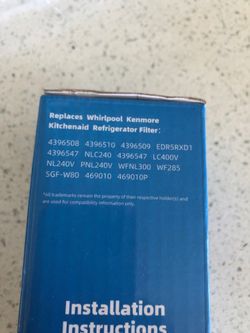 Replaces Whirlpool Kenmore
Kitchenaid Refrigerator Filter:
4396508 4396510 4396509 EDR5RXD1
4396547 NLC240 4396547 LC400V
NL240V PNL240V WFNL300 WF285
SGF-W80 469010 469010P
*All trademarks remain the property of their respective holder(s) and
are used for compatibility information only.
Installation
Instructions